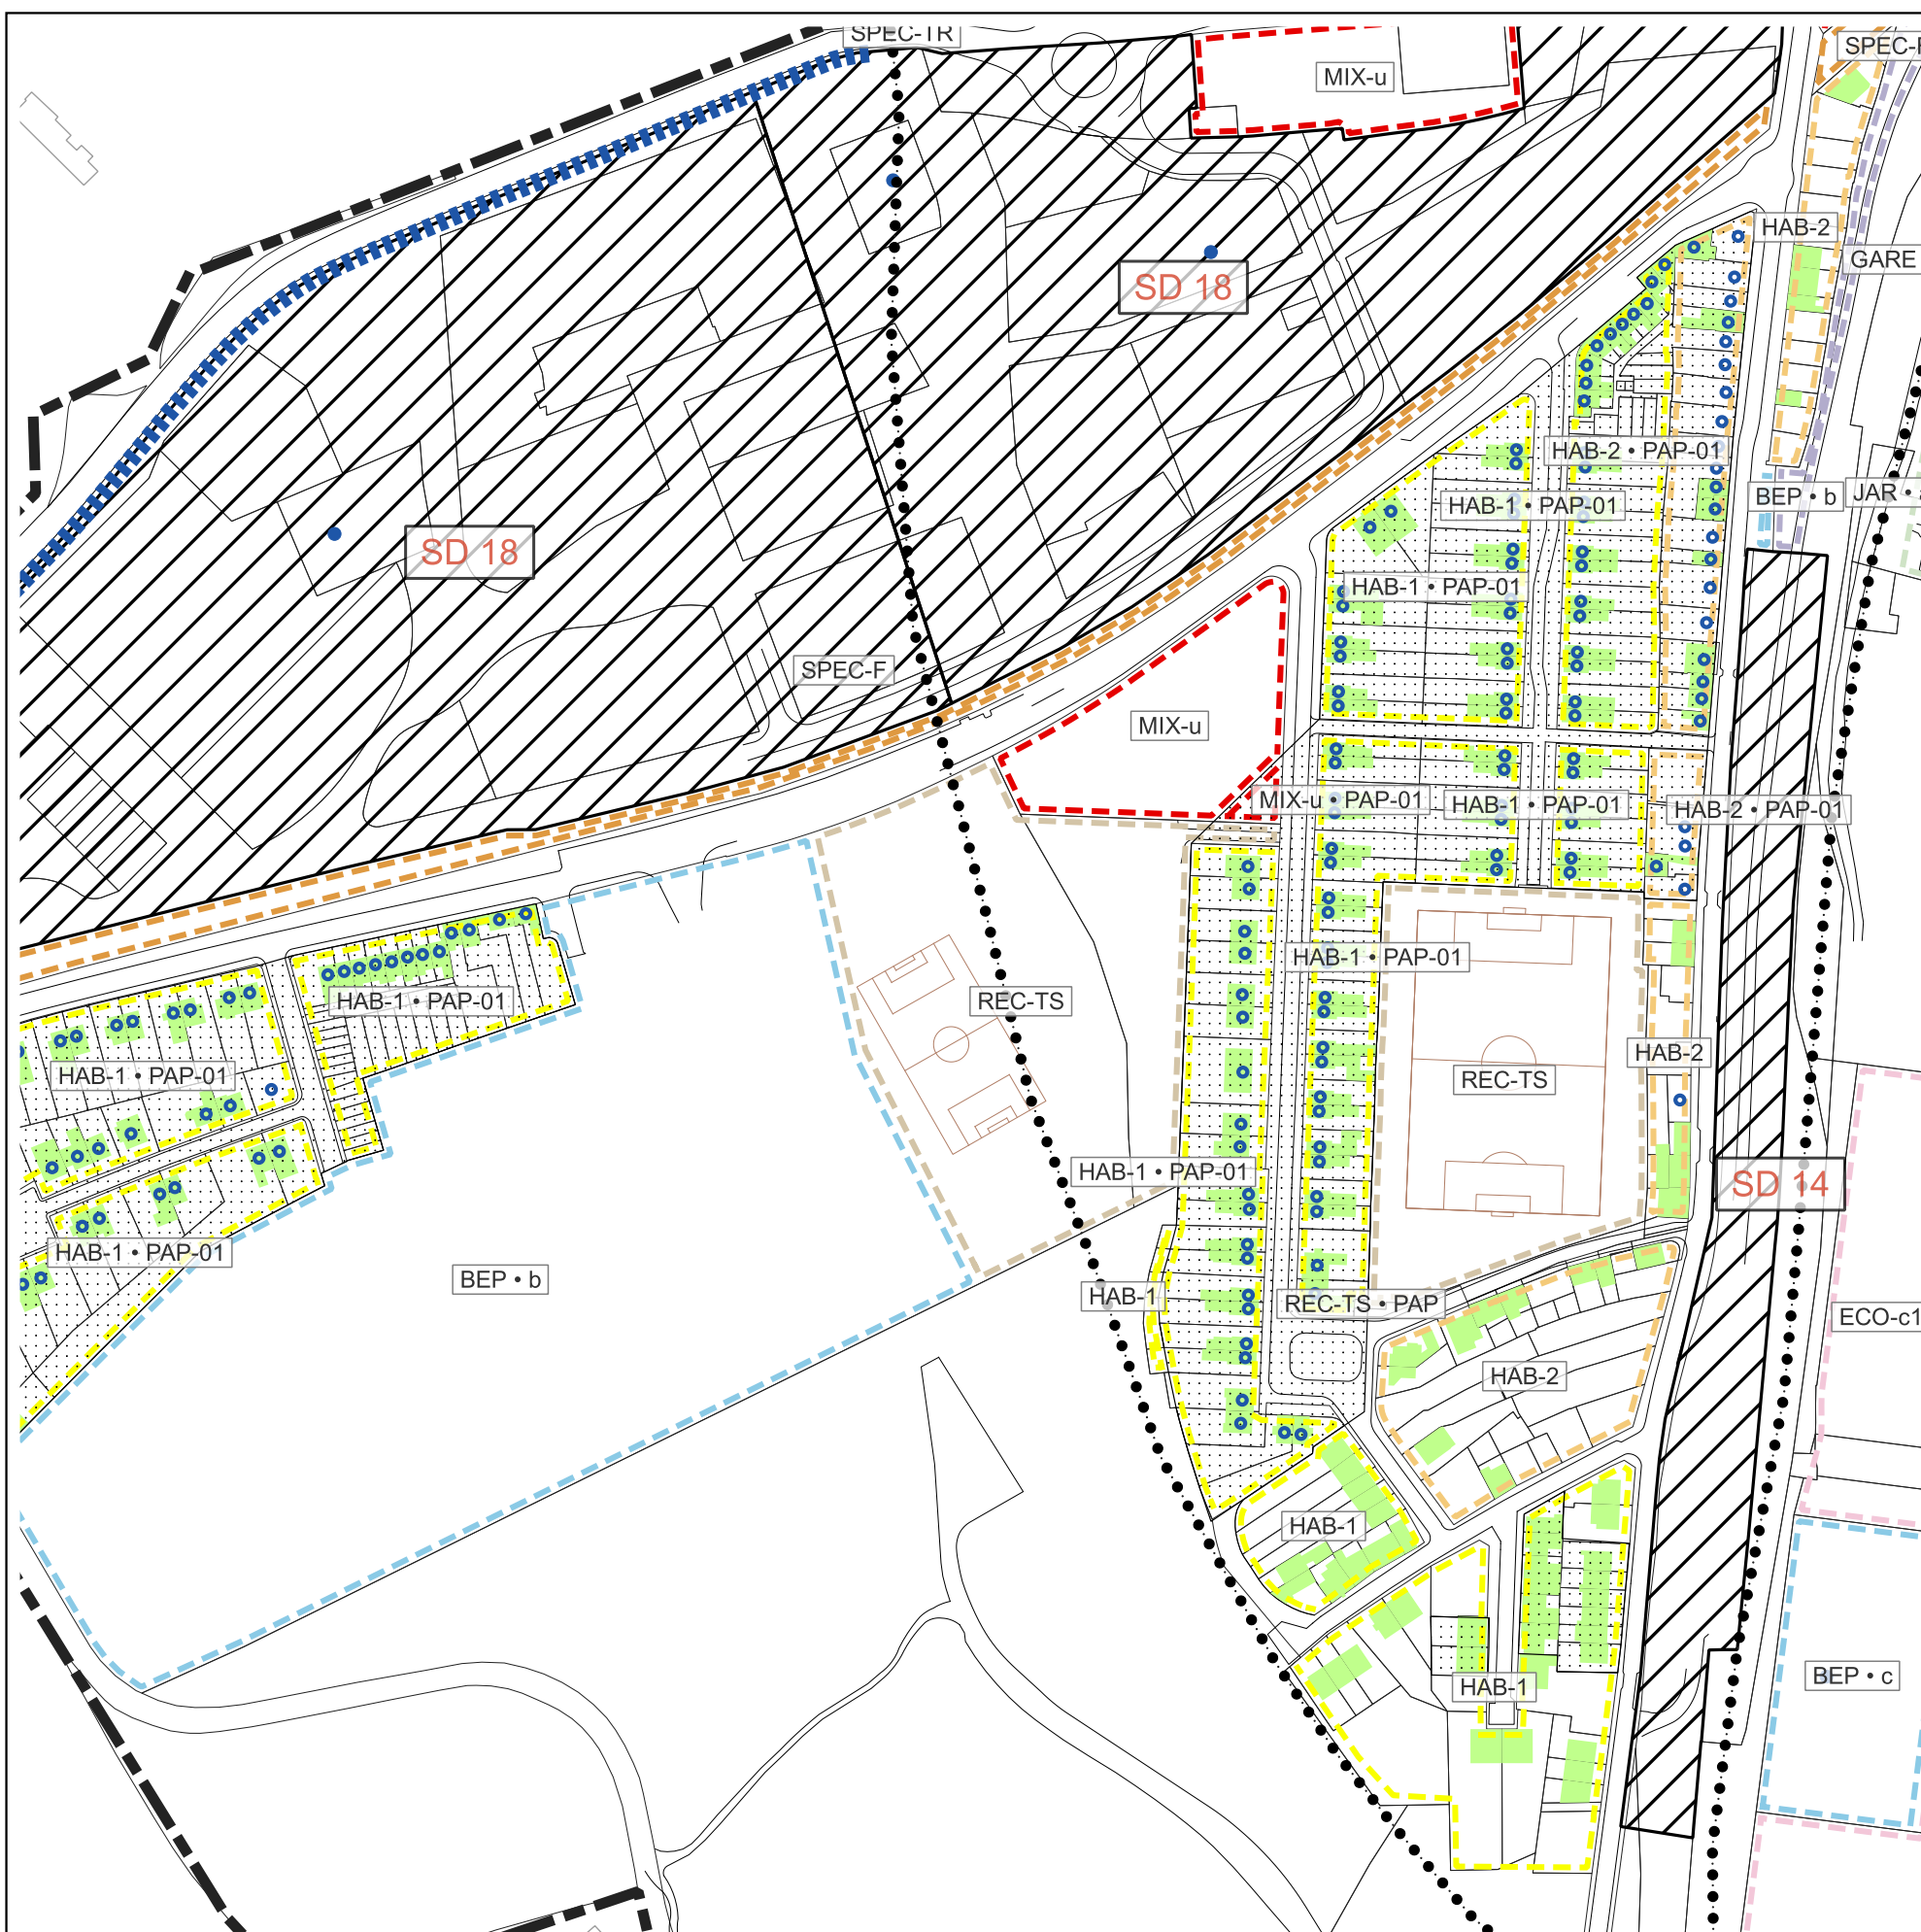 SPEC-TR
SPEC-
MIX-u
HAB-2
GARE
SD 18
HAB-2 • PAP-01
BEP • b
JAR •
HAB-1 • PAP-01
SD 18
HAB-1 • PAP-01
SPEC-F
MIX-u
MIX-u • PAP-01
HAB-1 • PAP-01
HAB-2 • PAP-01
HAB-1 • PAP-01
HAB-1 • PAP-01
REC-TS
HAB-2
HAB-1 • PAP-01
REC-TS
HAB-1 • PAP-01
SD 14
HAB-1 • PAP-01
BEP • b
HAB-1
REC-TS • PAP
ECO-c1
HAB-2
HAB-1
BEP • c
HAB-1